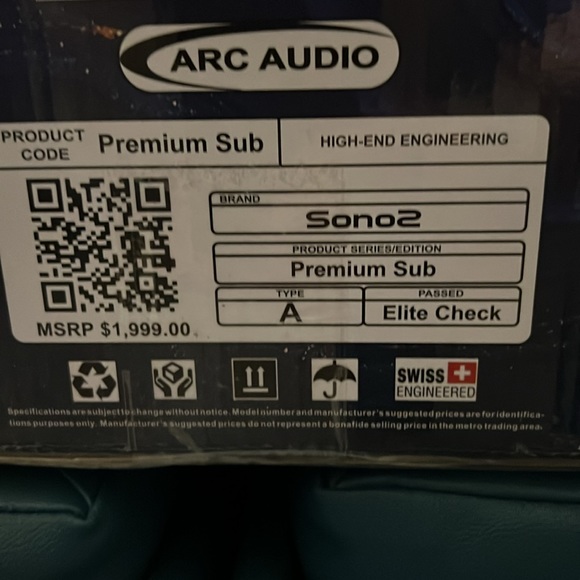 ARC AUDIO
PRODUCT CODE Premium Sub
HIGH-END ENGINEERING
BRAND
Sono2
PRODUCT SERIES/EDITION
Premium Sub
TYPE
A
PASSED
Elite Check
MSRP $1,999.00
SWISS
ENGINEERED
Specifications are subject to change without notice. Model number and manufacturer's suggested prices are for identifica-
tions purposes only. Manufacturer's suggested prices do not represent a bonafide selling price in the metro trading area.